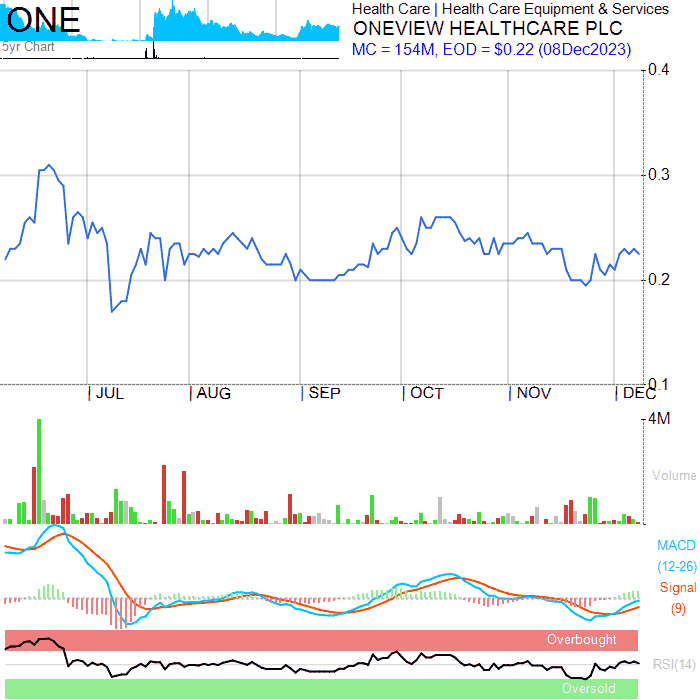 ONE
5yr Chart
Health Care | Health Care Equipment & Services
ONEVIEW HEALTHCARE PLC
MC = 154M, EOD = $0.22 (08Dec2023)
0.4
0.3
0.2
0.1
| JUL | AUG | SEP | OCT | NOV | DEC
4M
Volume
MACD
(12-26)
Signal
(9)
Overbought
RSI(14)
Oversold